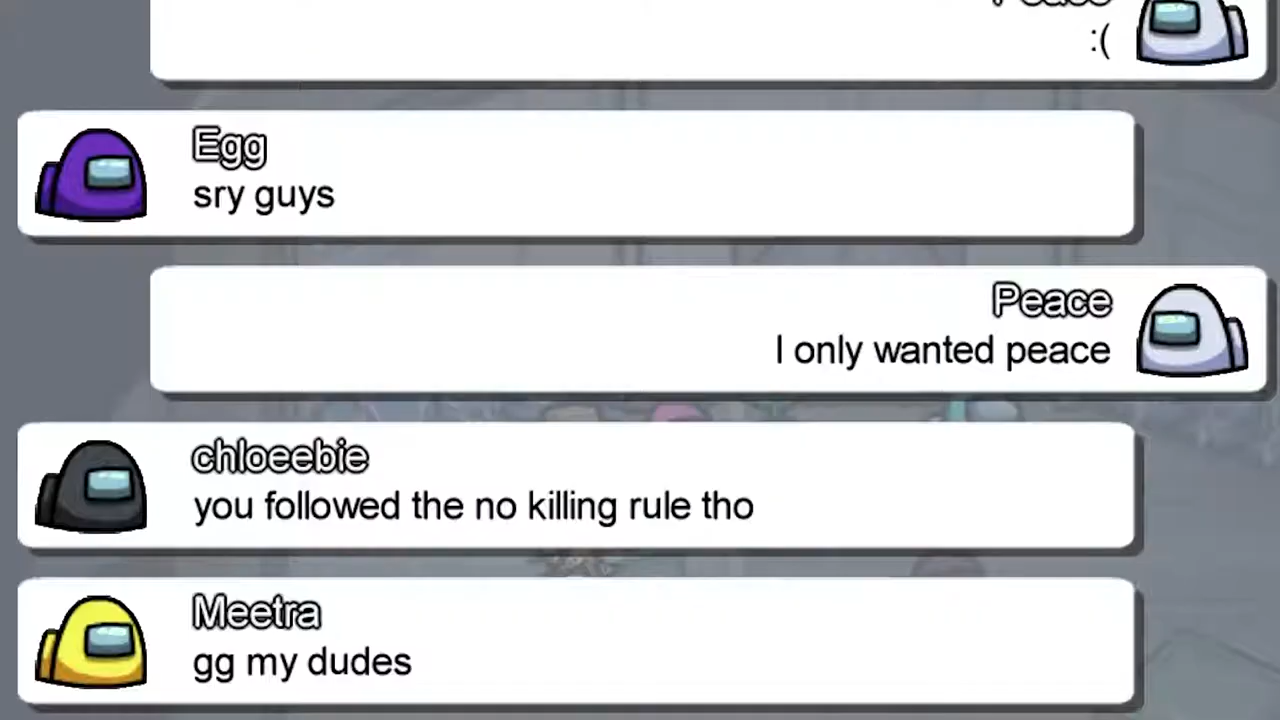 Peace
:(
Egg
sry guys
Peace
I only wanted peace
chloeebie
you followed the no killing rule tho
Meetra
gg my dudes